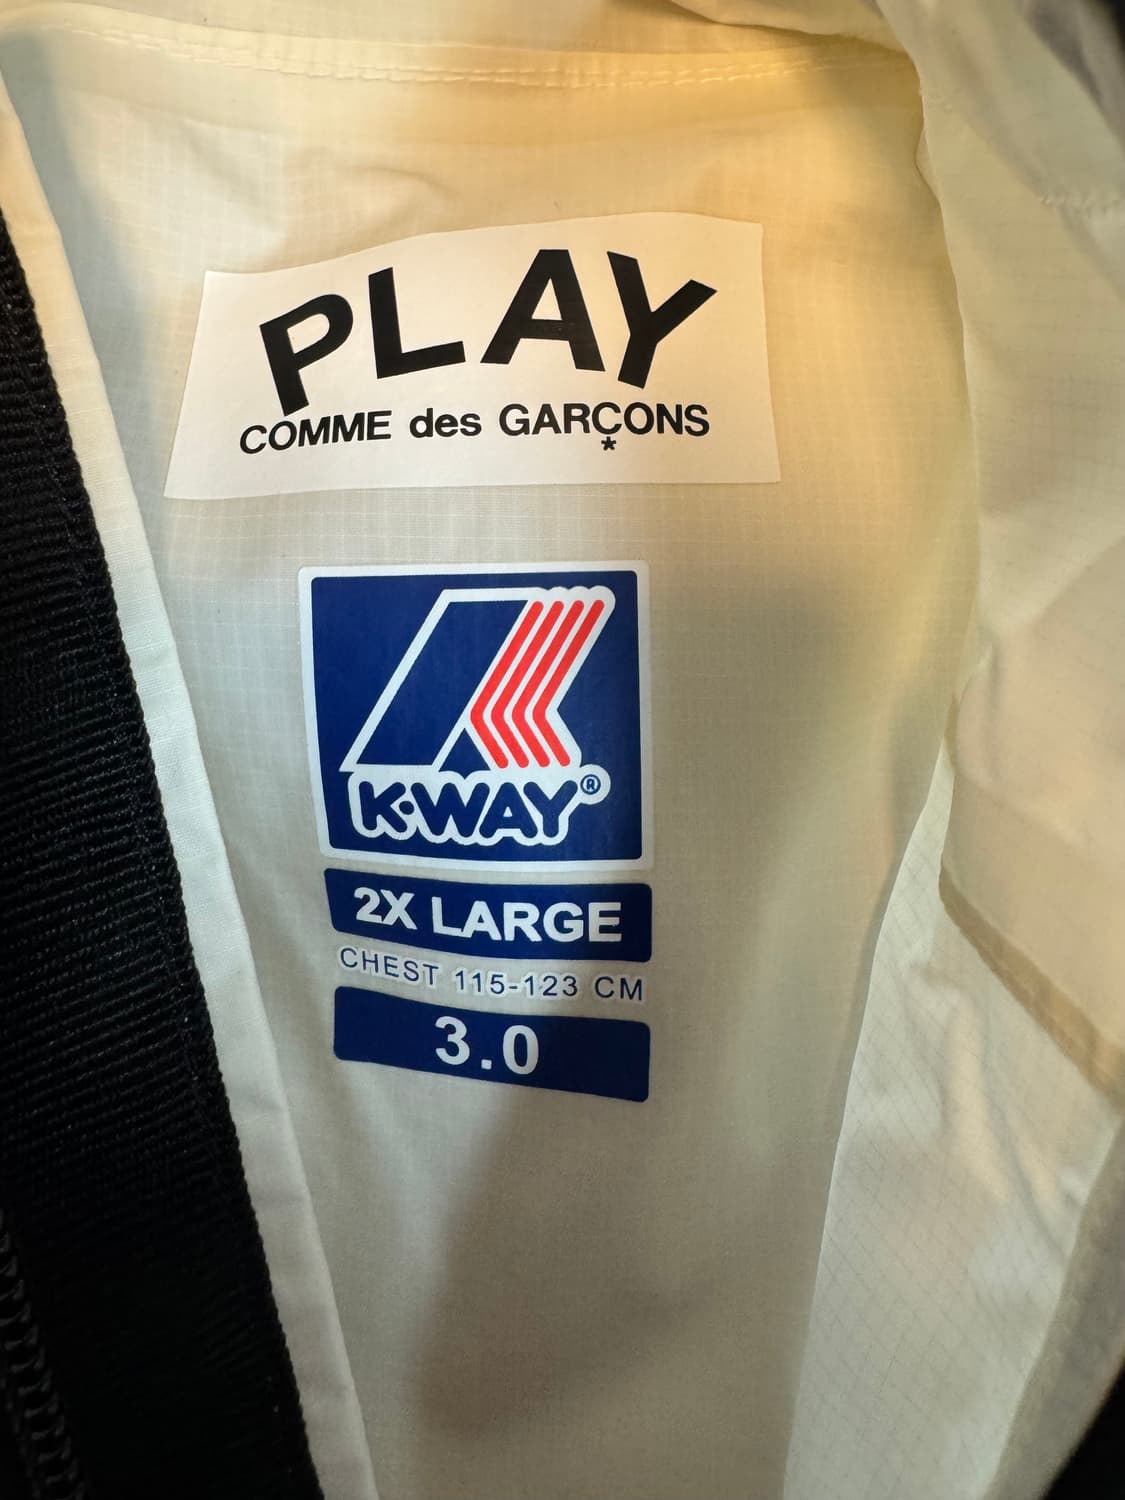 PLAY
COMME des GARÇONS
*
K·WAY®
2X LARGE
CHEST 115-123 CM
3.0